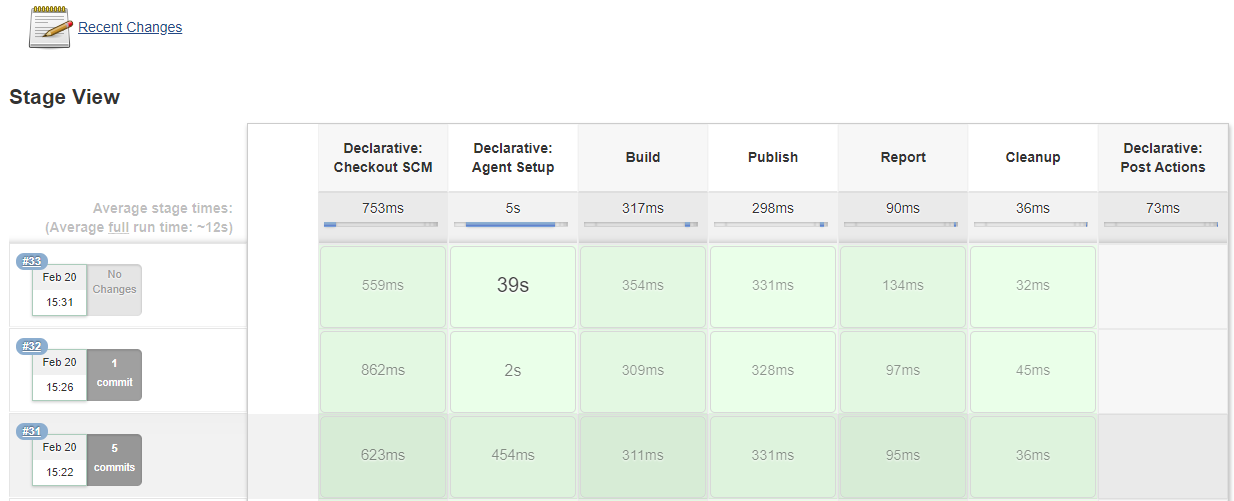 Recent Changes
Stage View
Declarative:
Checkout SCM
Declarative:
Agent Setup
Build
Publish
Report
Cleanup
Declarative:
Post Actions
Average stage times:
(Average full run time: ~12s)
753ms
5s
317ms
298ms
90ms
36ms
73ms
#33
Feb 20
15:31
No
Changes
559ms
39s
354ms
331ms
134ms
32ms
#32
Feb 20
15:26
1
commit
862ms
2s
309ms
328ms
97ms
45ms
#31
Feb 20
15:22
5
commits
623ms
454ms
311ms
331ms
95ms
36ms